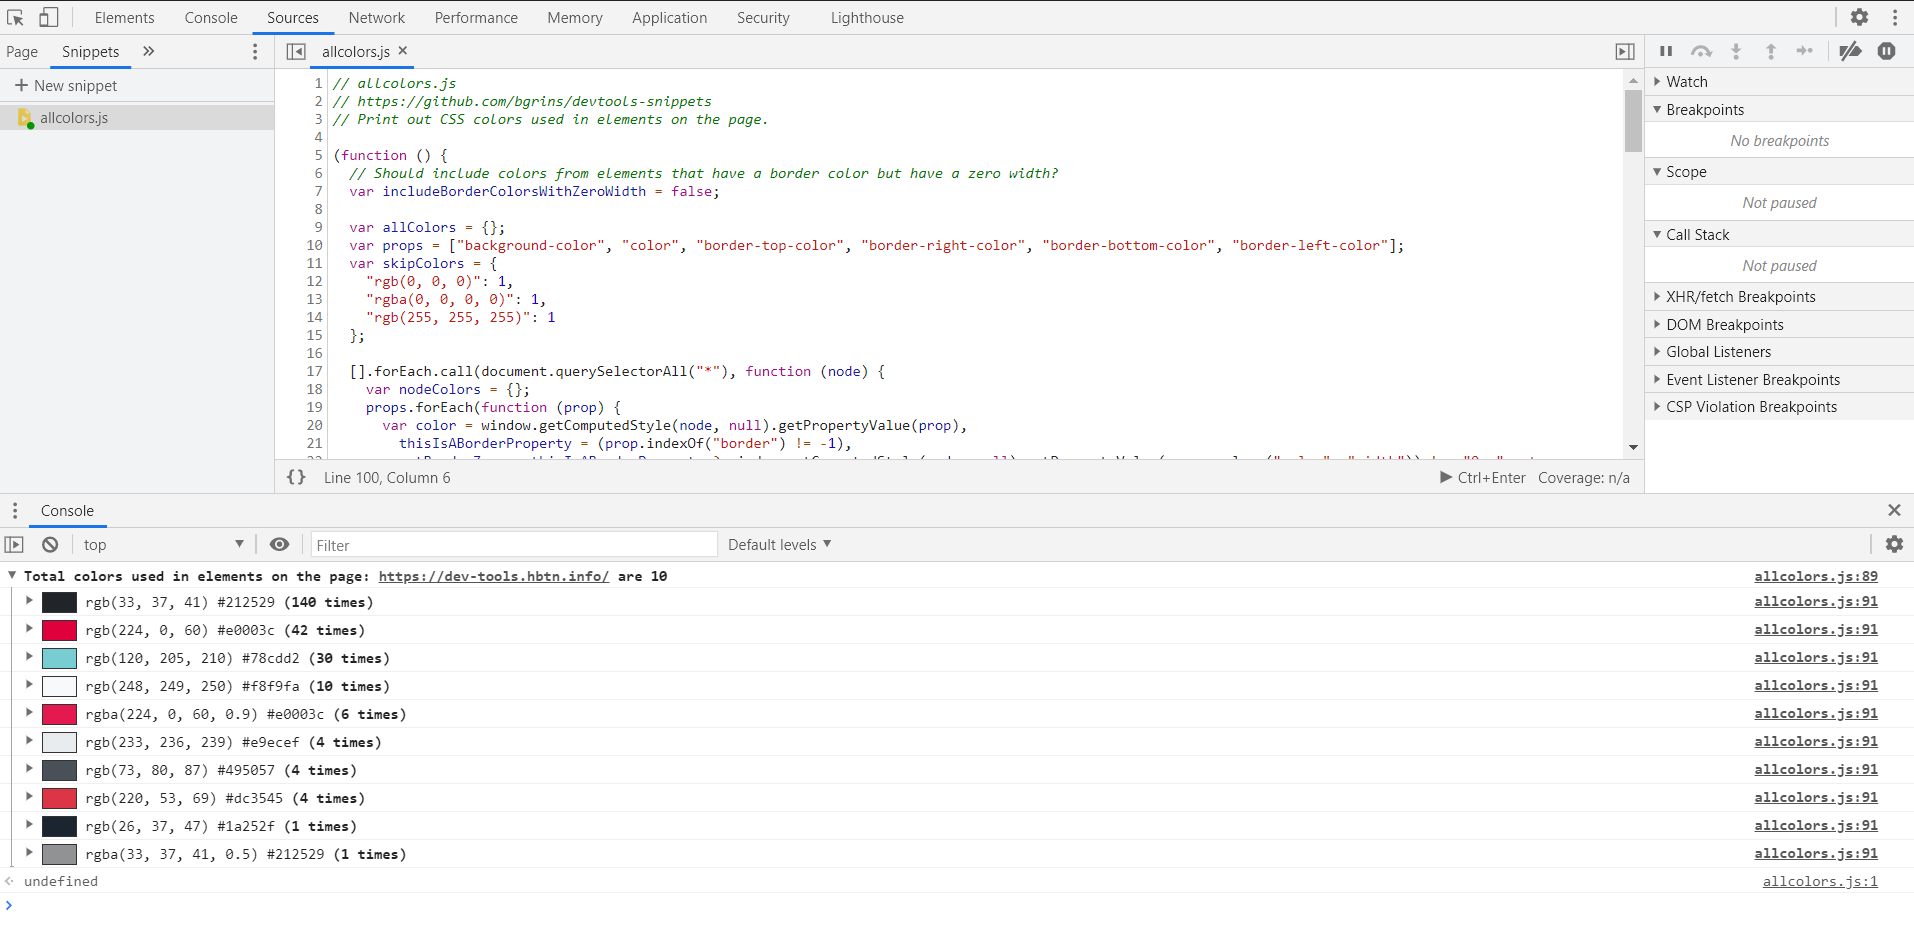 Elements Console Sources Network Performance Memory Application Security Lighthouse
Page Snippets
allcolors.js
New snippet
allcolors.js
1 // allcolors.js
2 // https://github.com/bgrins/devtools-snippets
3 // Print out CSS colors used in elements on the page.
4
5 (function () {
6 // Should include colors from elements that have a border color but have a zero width?
7 var includeBorderColorsWithZeroWidth = false;
8
9 var allColors = {};
10 var props = ["background-color", "color", "border-top-color", "border-right-color", "border-bottom-color", "border-left-color"];
11 var skipColors = {
12 "rgb(0, 0, 0)": 1,
13 "rgba(0, 0, 0, 0)": 1,
14 "rgb(255, 255, 255)": 1
15 };
16
17 [].forEach.call(document.querySelectorAll("*"), function (node) {
18 var nodeColors = {};
19 props.forEach(function (prop) {
20 var color = window.getComputedStyle(node, null).getPropertyValue(prop),
21 thisIsABorderProperty = (prop.indexOf("border") != -1),
{} Line 100, Column 6
Ctrl+Enter Coverage: n/a
Watch
Breakpoints
No breakpoints
Scope
Not paused
Call Stack
Not paused
XHR/fetch Breakpoints
DOM Breakpoints
Global Listeners
Event Listener Breakpoints
CSP Violation Breakpoints
Console
top Filter Default levels
Total colors used in elements on the page: https://dev-tools.hbtn.info/ are 10 allcolors.js:89
rgb(33, 37, 41) #212529 (140 times) allcolors.js:91
rgb(224, 0, 60) #e0003c (42 times) allcolors.js:91
rgb(120, 205, 210) #78cdd2 (30 times) allcolors.js:91
rgb(248, 249, 250) #f8f9fa (10 times) allcolors.js:91
rgba(224, 0, 60, 0.9) #e0003c (6 times) allcolors.js:91
rgb(233, 236, 239) #e9ecef (4 times) allcolors.js:91
rgb(73, 80, 87) #495057 (4 times) allcolors.js:91
rgb(220, 53, 69) #dc3545 (4 times) allcolors.js:91
rgb(26, 37, 47) #1a252f (1 times) allcolors.js:91
rgba(33, 37, 41, 0.5) #212529 (1 times) allcolors.js:91
undefined allcolors.js:1